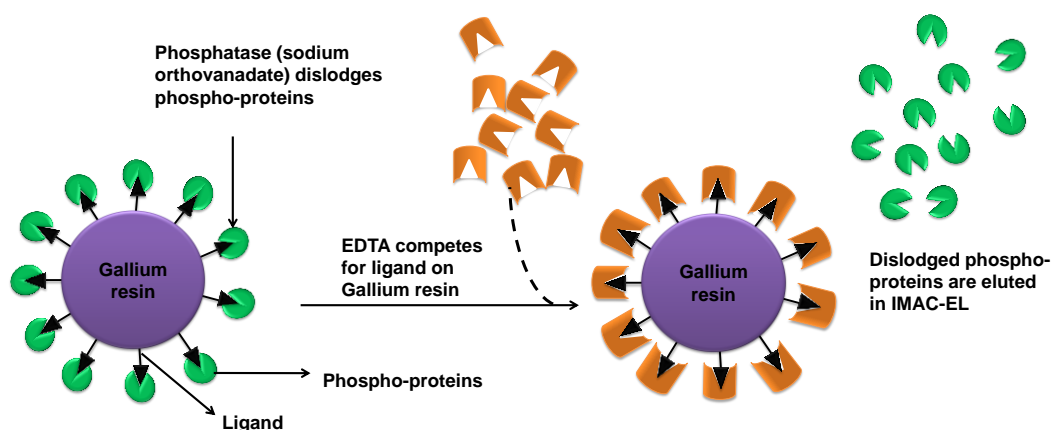 Phosphatase (sodium
orthovanadate) dislodges
phospho-proteins
Gallium
resin
EDTA competes
for ligand on
Gallium resin
Phospho-proteins
Ligand
Gallium
resin
Dislodged phospho-
proteins are eluted
in IMAC-EL